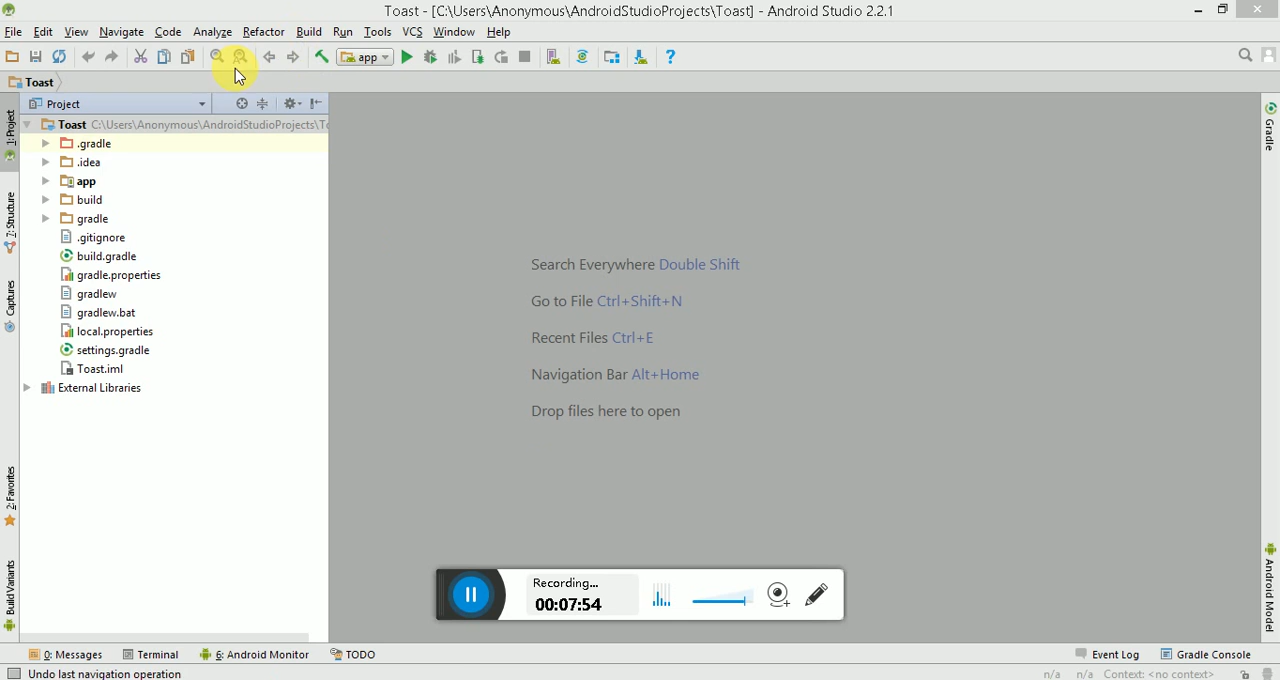 Toast - [C:\Users\Anonymous\AndroidStudioProjects\Toast] - Android Studio 2.2.1
File Edit View Navigate Code Analyze Refactor Build Run Tools VCS Window Help
app
Toast
Project
Toast C:\Users\Anonymous\AndroidStudioProjects\To
.gradle
.idea
app
build
gradle
.gitignore
build.gradle
gradle.properties
gradlew
gradlew.bat
local.properties
settings.gradle
Toast.iml
External Libraries
1: Project
7: Structure
Captures
2: Favorites
Build Variants
Search Everywhere Double Shift
Go to File Ctrl+Shift+N
Recent Files Ctrl+E
Navigation Bar Alt+Home
Drop files here to open
Recording...
00:07:54
Gradle
Android Model
0: Messages Terminal 6: Android Monitor TODO Event Log Gradle Console
Undo last navigation operation n/a n/a Context: <no context>